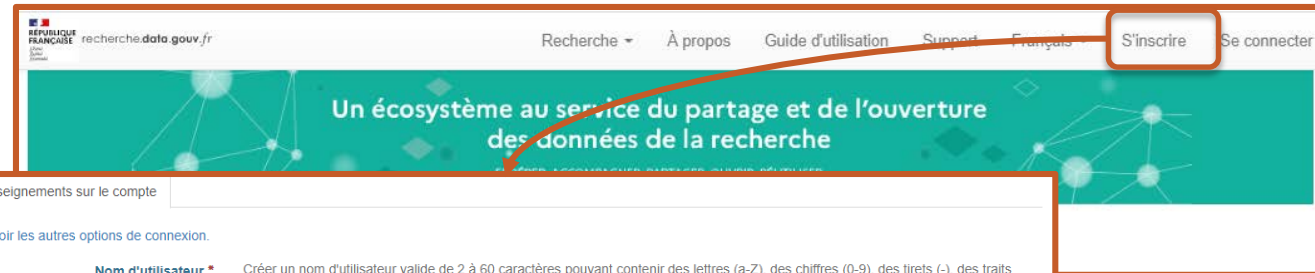 RÉPUBLIQUE
FRANÇAISE
recherche.data.gouv.fr
Recherche À propos Guide d'utilisation Support Français S'inscrire Se connecter
Un écosystème au service du partage et de l'ouverture
des données de la recherche
seignements sur le compte
oir les autres options de connexion.
Nom d'utilisateur * Créer un nom d'utilisateur valide de 2 à 60 caractères pouvant contenir des lettres (a-Z), des chiffres (0-9), des tirets (-), des traits